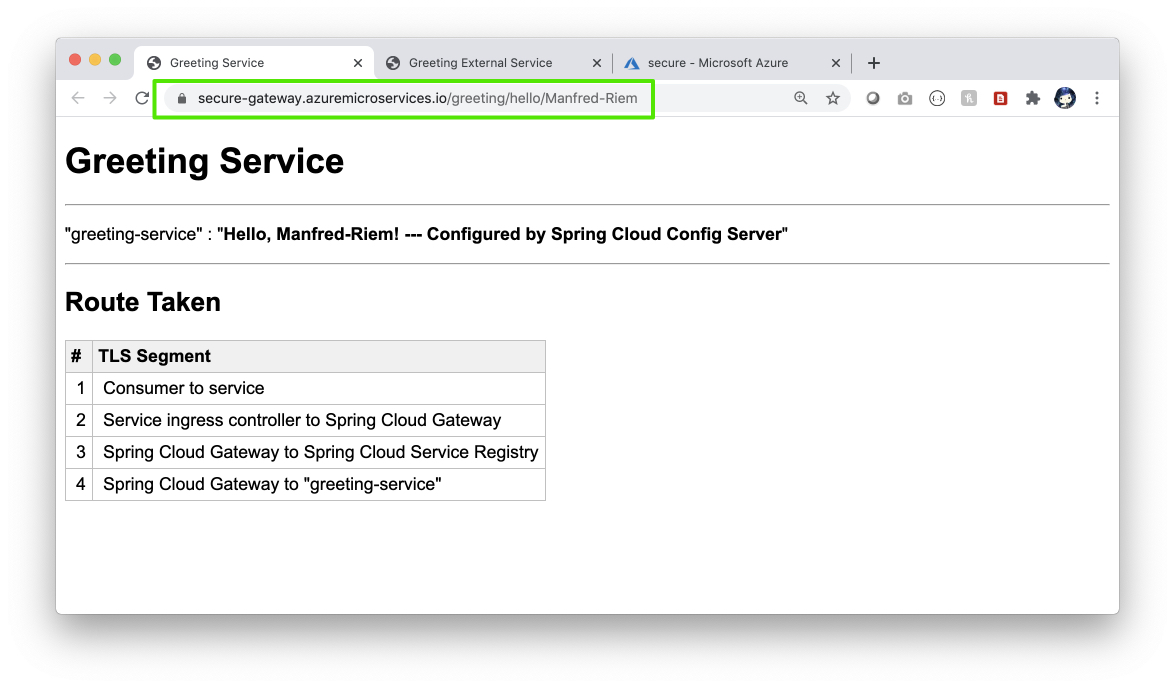 Greeting Service
Greeting External Service
secure - Microsoft Azure
secure-gateway.azuremicroservices.io/greeting/hello/Manfred-Riem
Greeting Service
"greeting-service" : "Hello, Manfred-Riem! --- Configured by Spring Cloud Config Server"
Route Taken
# TLS Segment
1 Consumer to service
2 Service ingress controller to Spring Cloud Gateway
3 Spring Cloud Gateway to Spring Cloud Service Registry
4 Spring Cloud Gateway to "greeting-service"